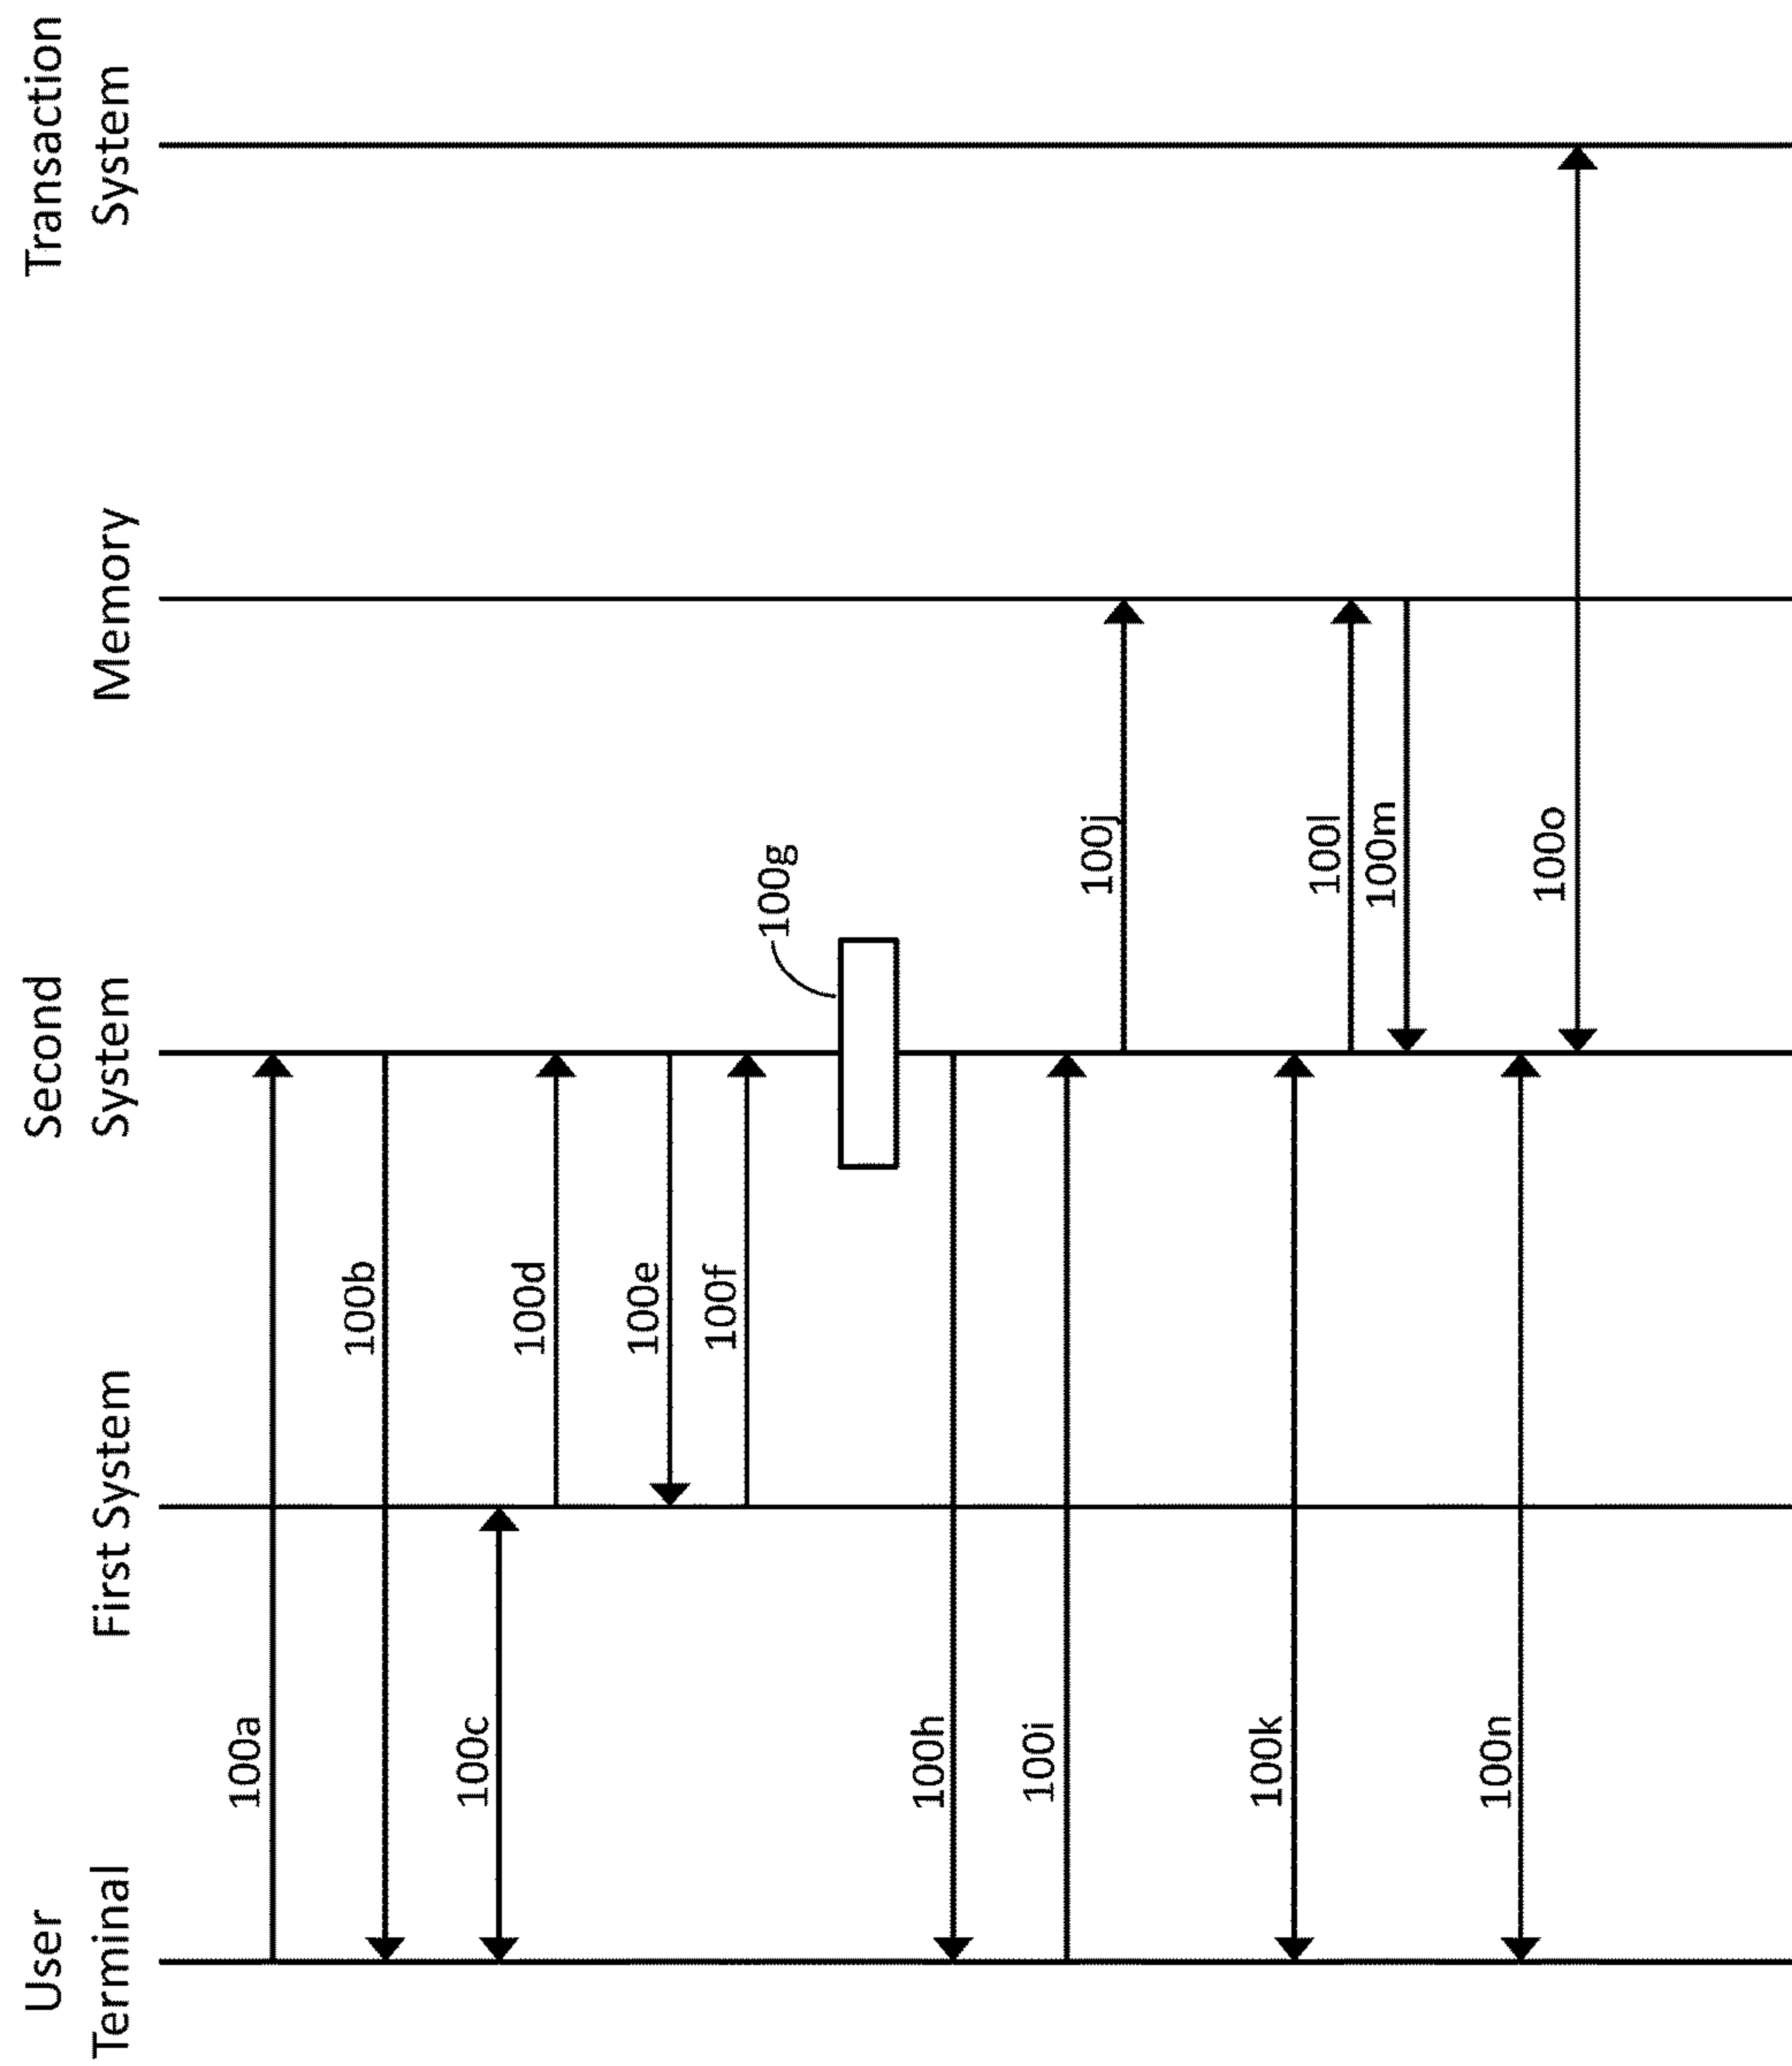 User
Terminal
First System
Second
System
Memory
Transaction
System
100a
100b
100c
100d
100e
100f
100g
100h
100i
100j
100k
100l
100m
100n
100o